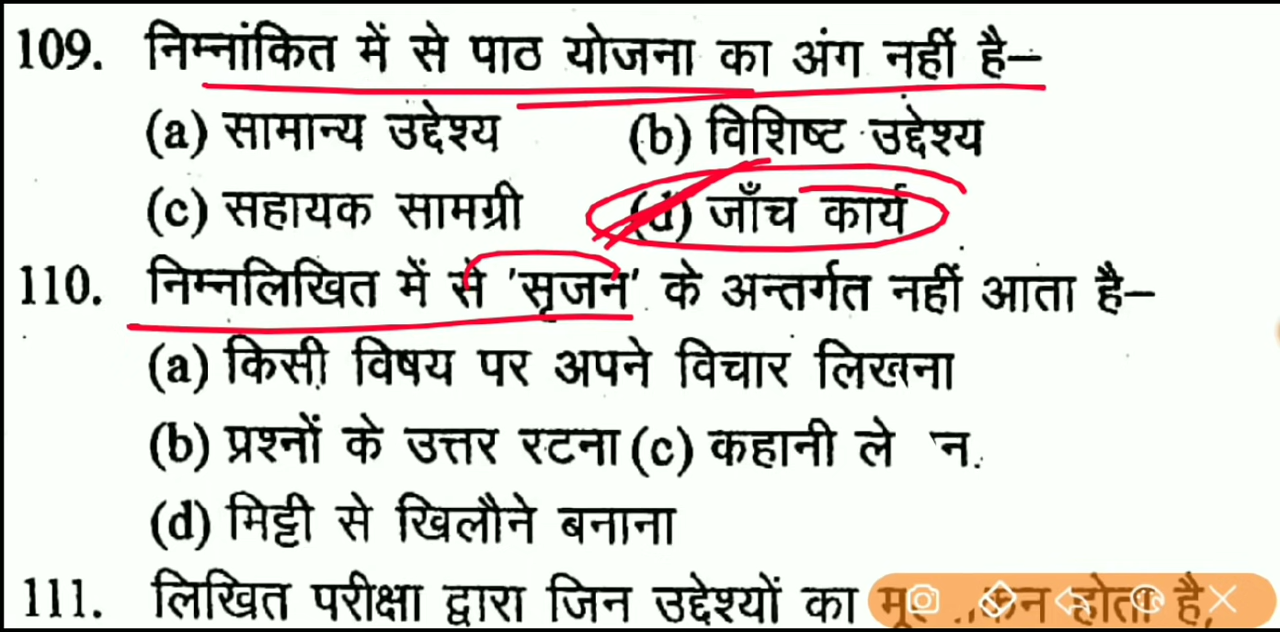 109. निम्नांकित में से पाठ योजना का अंग नहीं है–
(a) सामान्य उद्देश्य (b) विशिष्ट उद्देश्य
(c) सहायक सामग्री (d) जाँच कार्य
110. निम्नलिखित में से 'सृजन' के अन्तर्गत नहीं आता है–
(a) किसी विषय पर अपने विचार लिखना
(b) प्रश्नों के उत्तर रटना (c) कहानी
(d) मिट्टी से खिलौने बनाना
111. लिखित परीक्षा द्वारा जिन उद्देश्यों का होता है,